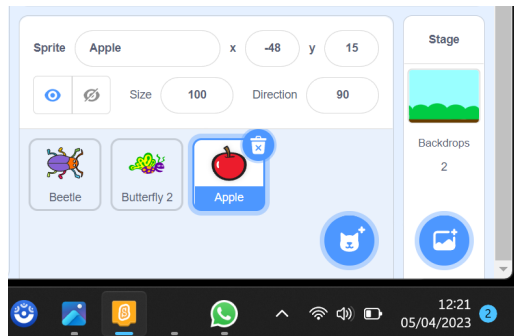 Sprite Apple x -48 y 15
Size 100 Direction 90
Stage
Backdrops
2
Beetle Butterfly 2 Apple
12:21
05/04/2023
2